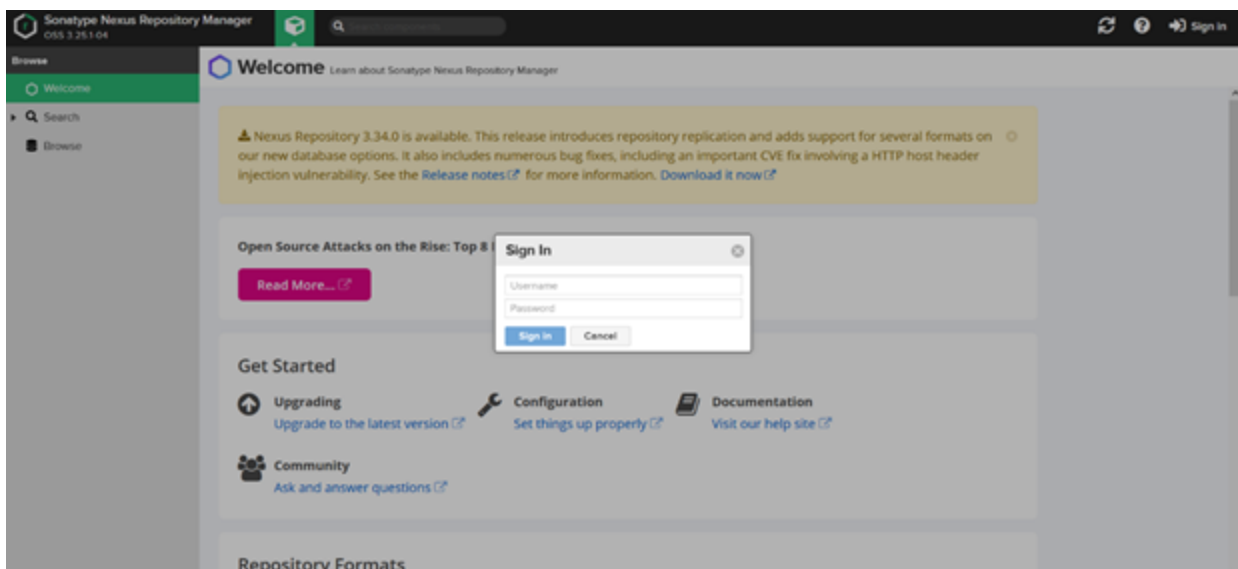 Sonatype Nexus Repository Manager
OSS 3.25.1-04
Search components
Sign in
Browse
Welcome
Search
Browse
Welcome Learn about Sonatype Nexus Repository Manager
Nexus Repository 3.34.0 is available. This release introduces repository replication and adds support for several formats on
our new database options. It also includes numerous bug fixes, including an important CVE fix involving a HTTP host header
injection vulnerability. See the Release notes for more information. Download it now
Open Source Attacks on the Rise: Top 8
Read More...
Sign In
Username
Password
Sign in Cancel
Get Started
Upgrading
Upgrade to the latest version
Configuration
Set things up properly
Documentation
Visit our help site
Community
Ask and answer questions
Repository Formats